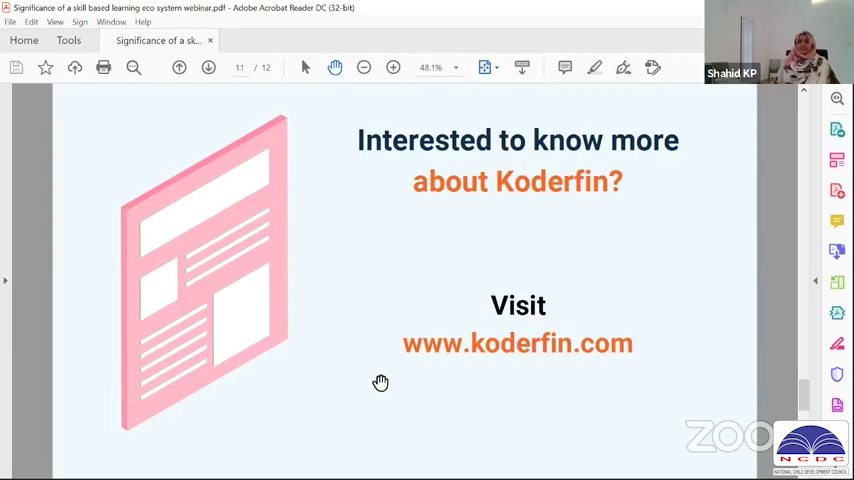 Significance of a skill based learning eco system webinar.pdf - Adobe Acrobat Reader DC (32-bit)
File Edit View Sign Window Help
Home Tools Significance of a sk... ×
11 / 12 48.1%
Shahid KP
Interested to know more
about Koderfin?
Visit
www.koderfin.com
zoom
NCDC
NATIONAL CHILD DEVELOPMENT COUNCIL